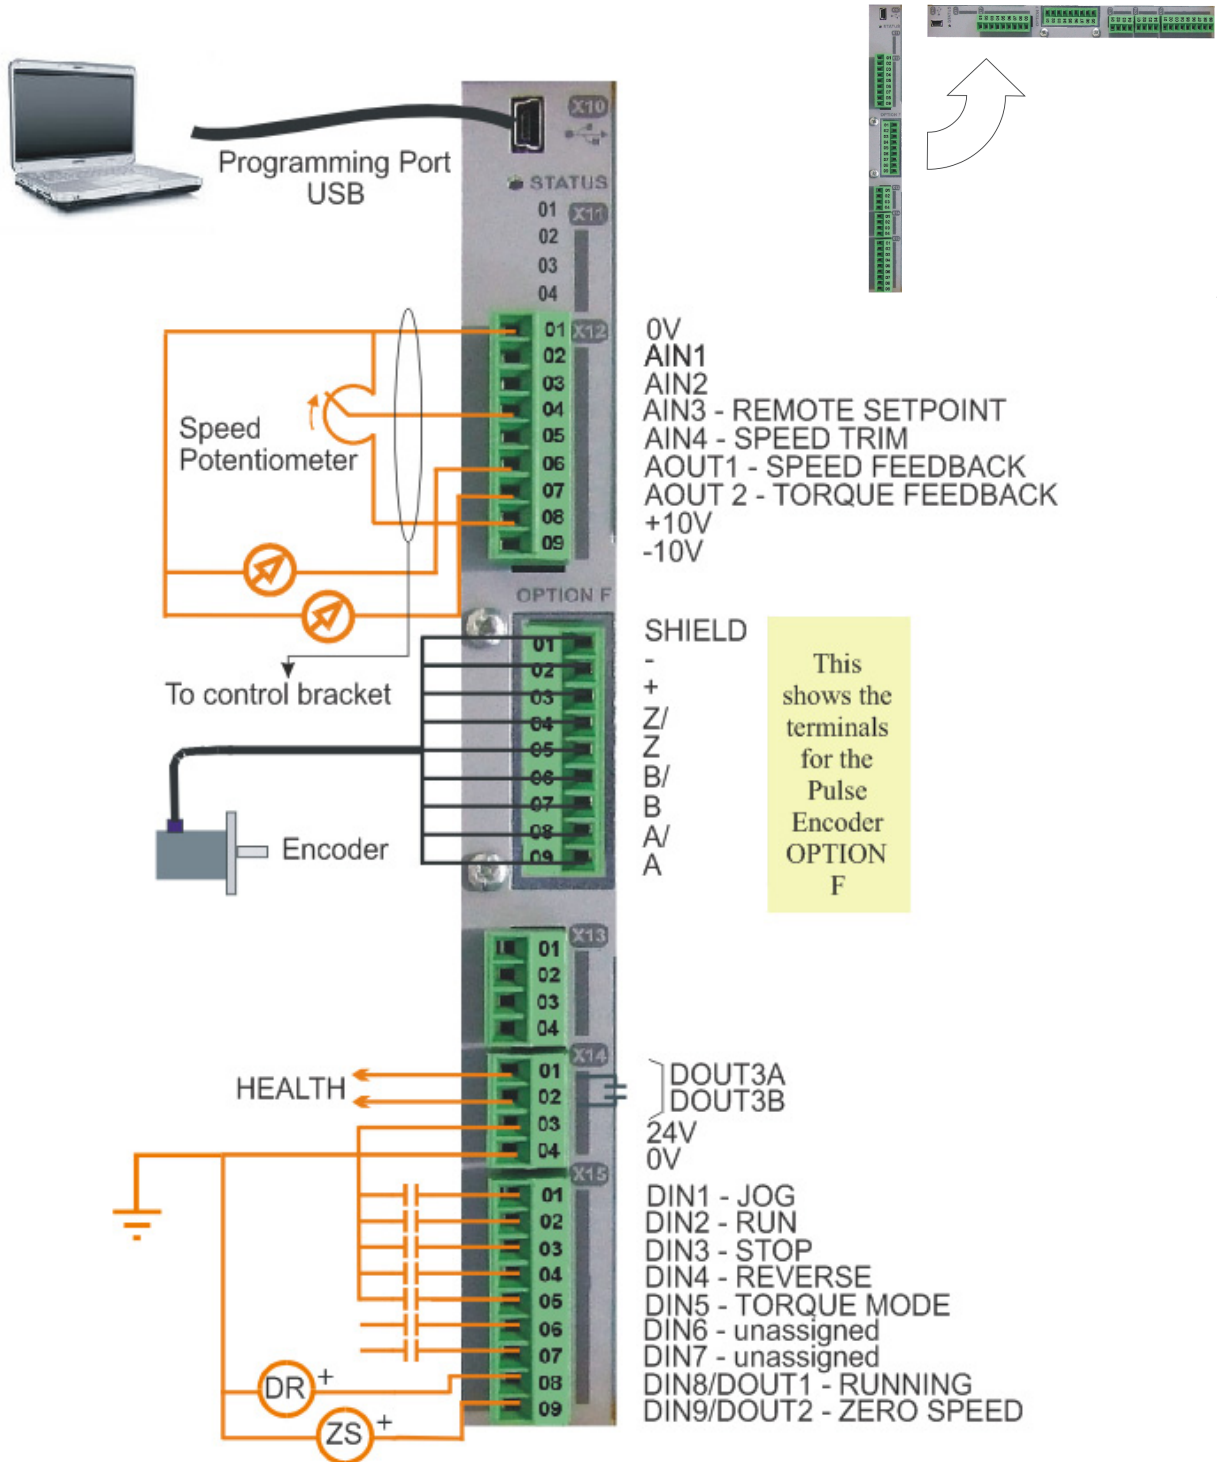 X10
Programming Port
USB
STATUS
01 X11
02
03
04
01 X12 0V
02 AIN1
03 AIN2
04 AIN3 - REMOTE SETPOINT
05 AIN4 - SPEED TRIM
06 AOUT1 - SPEED FEEDBACK
07 AOUT 2 - TORQUE FEEDBACK
08 +10V
09 -10V
Speed
Potentiometer
OPTION F
To control bracket
01 SHIELD
02 -
03 +
04 Z/
05 Z
06 B/
07 B
08 A/
09 A
Encoder
This
shows the
terminals
for the
Pulse
Encoder
OPTION
F
X13
01
02
03
04
X14
HEALTH
01 DOUT3A
02 DOUT3B
03 24V
04 0V
X15
01 DIN1 - JOG
02 DIN2 - RUN
03 DIN3 - STOP
04 DIN4 - REVERSE
05 DIN5 - TORQUE MODE
06 DIN6 - unassigned
07 DIN7 - unassigned
08 DIN8/DOUT1 - RUNNING
09 DIN9/DOUT2 - ZERO SPEED
DR +
ZS +
STATUS